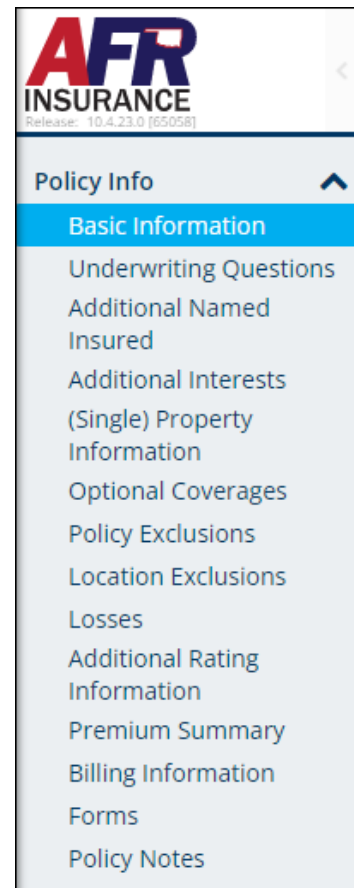 AFR
INSURANCE
Release: 10.4.23.0 [65058]
Policy Info
Basic Information
Underwriting Questions
Additional Named
Insured
Additional Interests
(Single) Property
Information
Optional Coverages
Policy Exclusions
Location Exclusions
Losses
Additional Rating
Information
Premium Summary
Billing Information
Forms
Policy Notes